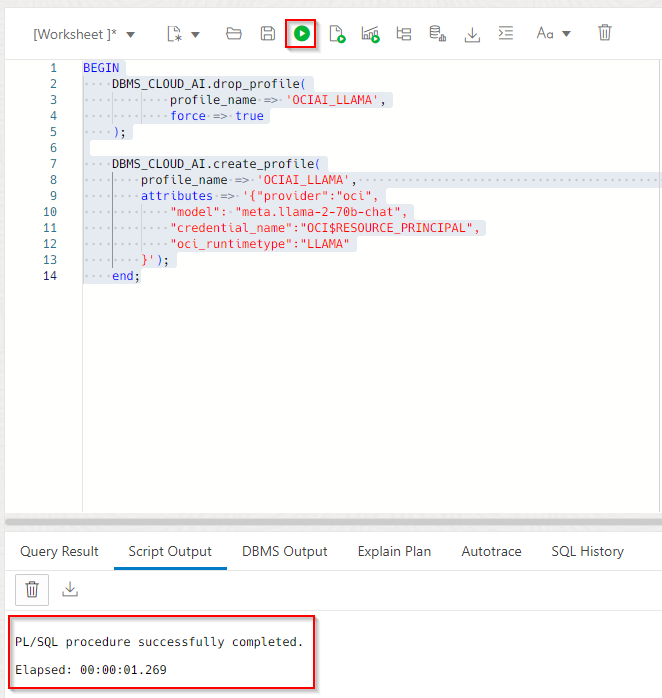 [Worksheet ]*
Aa
1 BEGIN
2 DBMS_CLOUD_AI.drop_profile(
3 profile_name => 'OCIAI_LLAMA',
4 force => true
5 );
6
7 DBMS_CLOUD_AI.create_profile(
8 profile_name => 'OCIAI_LLAMA',
9 attributes => '{"provider":"oci",
10 "model": "meta.llama-2-70b-chat",
11 "credential_name":"OCI$RESOURCE_PRINCIPAL",
12 "oci_runtimetype":"LLAMA"
13 }');
14 end;
Query Result Script Output DBMS Output Explain Plan Autotrace SQL History
PL/SQL procedure successfully completed.
Elapsed: 00:00:01.269